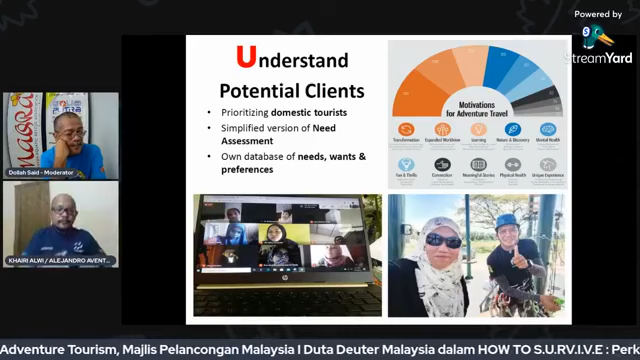 Powered by
StreamYard
Understand
Potential Clients
• Prioritizing domestic tourists
• Simplified version of Need
Assessment
• Own database of needs, wants &
preferences
Motivations
for Adventure Travel
Transformation
Expanded Worldview
Learning
Nature & Discovery
Mental Health
Fun & Thrills
Connection
Meaningful Stories
Physical Health
Unique Experience
Dollah Said - Moderator
KHAIRI ALWI / ALEJANDRO AVENT...
hp
Adventure Tourism, Majlis Pelancongan Malaysia I Duta Deuter Malaysia dalam HOW TO S.U.RV.I.V.E : Perk